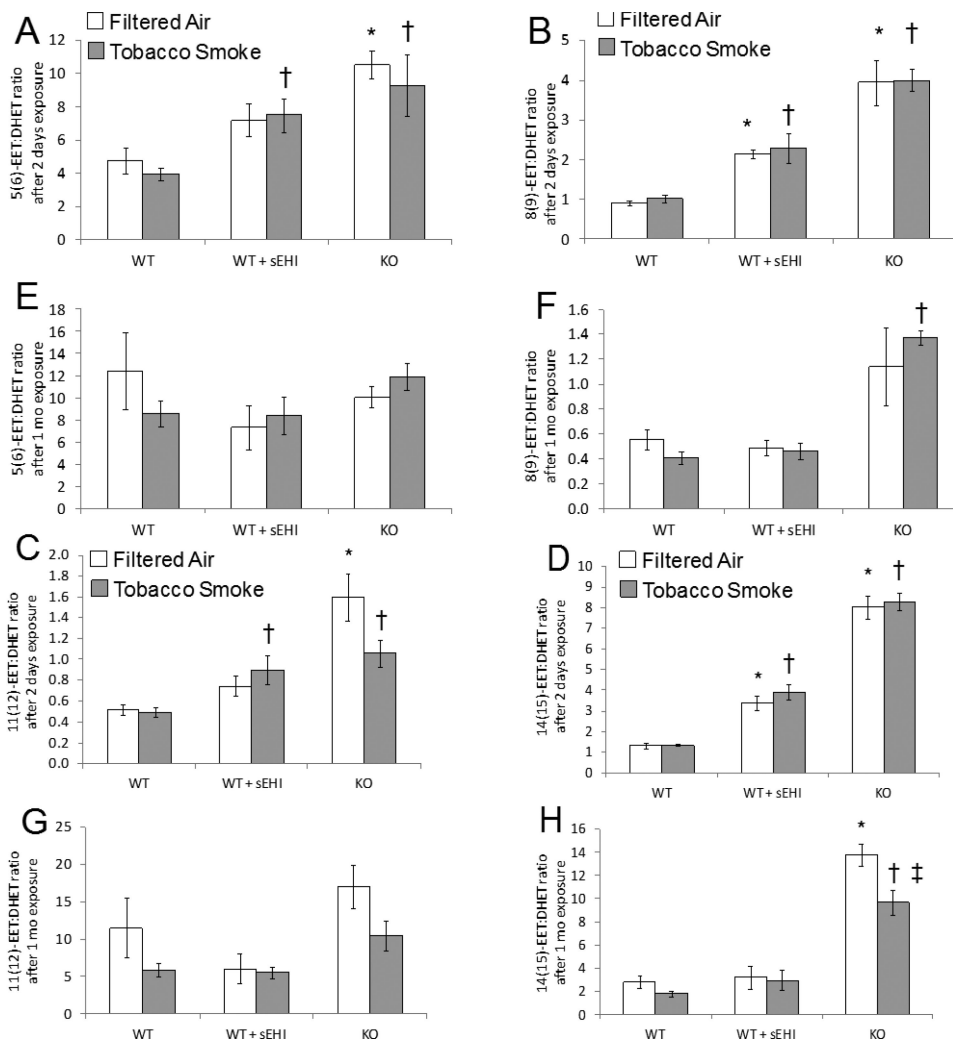 A
Filtered Air
Tobacco Smoke
*
†
†
12
10
8
6
4
2
0
5(6)-EET:DHET ratio
after 2 days exposure
WT
WT + sEHI
KO
B
Filtered Air
Tobacco Smoke
*
†
*
†
5
4
3
2
1
0
8(9)-EET:DHET ratio
after 2 days exposure
WT
WT + sEHI
KO
E
18
16
14
12
10
8
6
4
2
0
5(6)-EET:DHET ratio
after 1 mo exposure
WT
WT + sEHI
KO
F
†
1.6
1.4
1.2
1.0
0.8
0.6
0.4
0.2
0.0
8(9)-EET:DHET ratio
after 1 mo exposure
WT
WT + sEHI
KO
C
Filtered Air
Tobacco Smoke
*
†
†
2.0
1.8
1.6
1.4
1.2
1.0
0.8
0.6
0.4
0.2
0.0
11(12)-EET:DHET ratio
after 2 days exposure
WT
WT + sEHI
KO
D
Filtered Air
Tobacco Smoke
*
†
*
†
10
9
8
7
6
5
4
3
2
1
0
14(15)-EET:DHET ratio
after 2 days exposure
WT
WT + sEHI
KO
G
25
20
15
10
5
0
11(12)-EET:DHET ratio
after 1 mo exposure
WT
WT + sEHI
KO
H
*
† ‡
16
14
12
10
8
6
4
2
0
14(15)-EET:DHET ratio
after 1 mo exposure
WT
WT + sEHI
KO